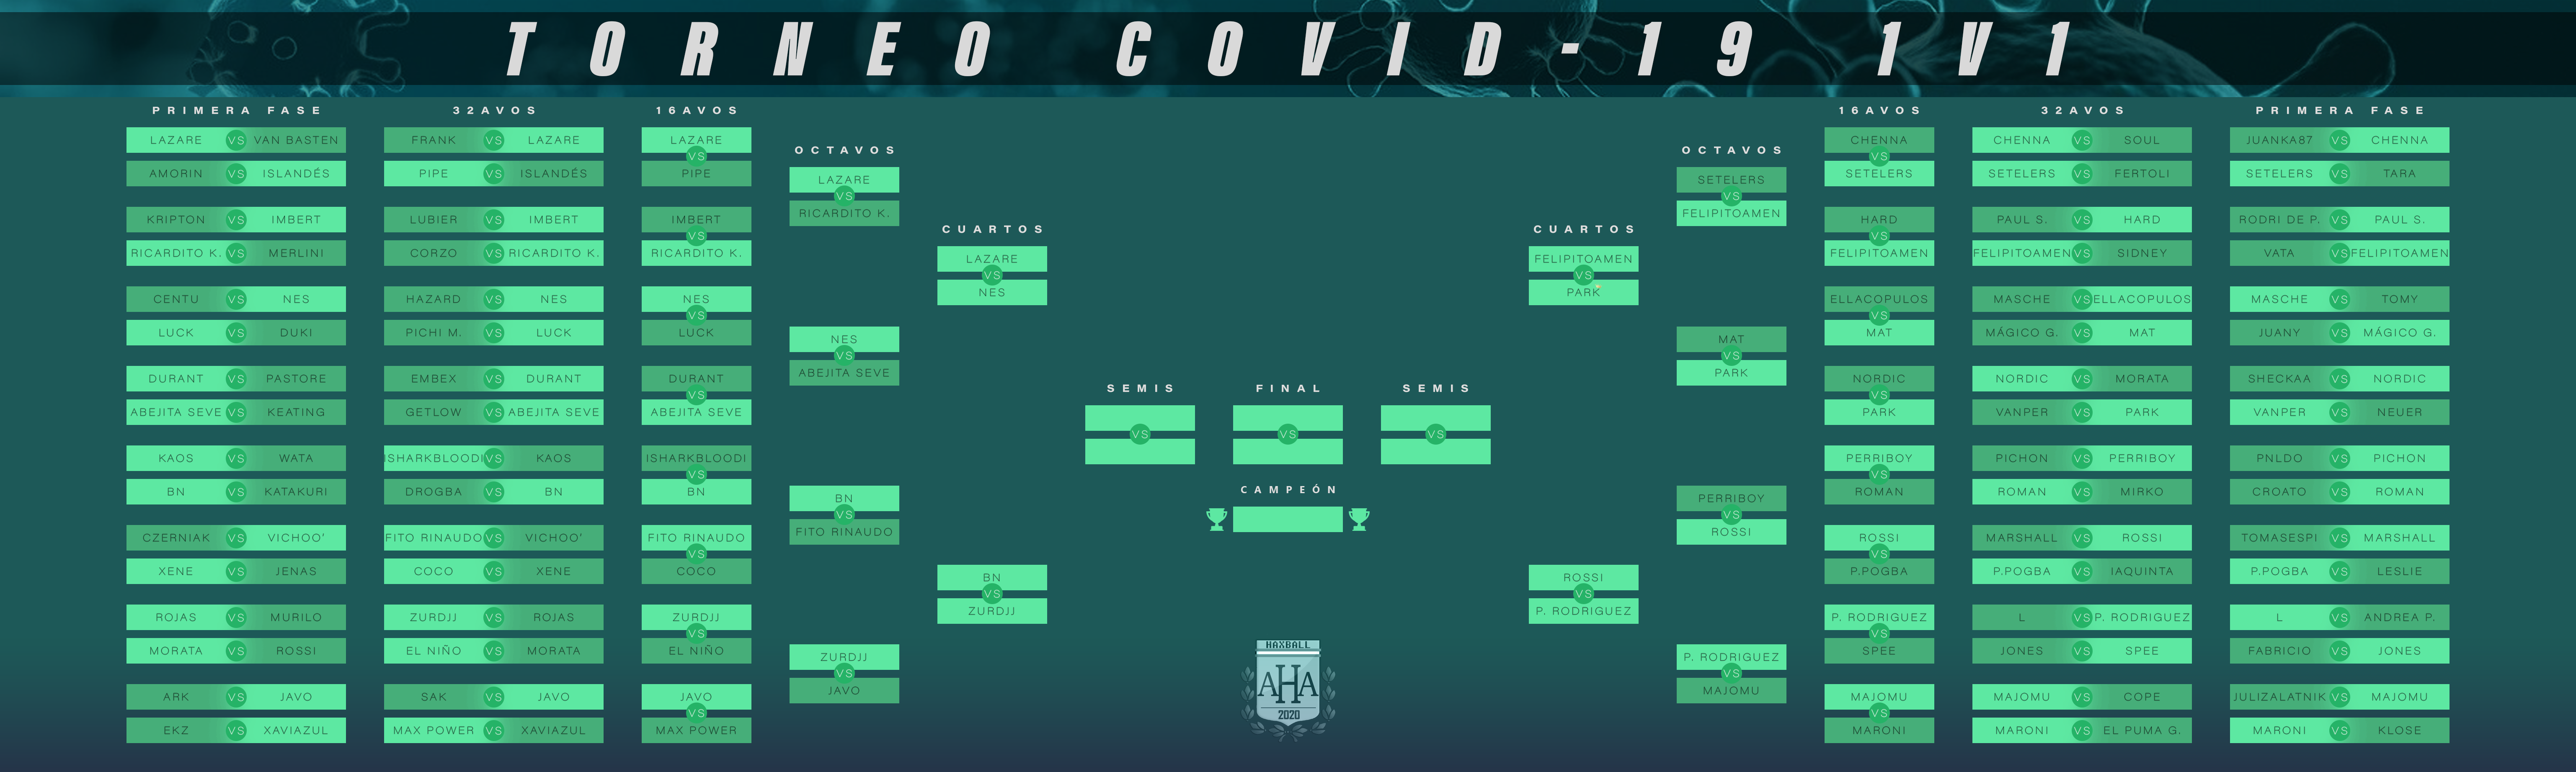 TORNEO COVID-19 1V1
PRIMERA FASE
LAZARE VS VAN BASTEN
AMORIN VS ISLANDÉS
KRIPTON VS IMBERT
RICARDITO K. VS MERLINI
CENTU VS NES
LUCK VS DUKI
DURANT VS PASTORE
ABEJITA SEVE VS KEATING
KAOS VS WATA
BN VS KATAKURI
CZERNIAK VS VICHOO'
XENE VS JENAS
ROJAS VS MURILO
MORATA VS ROSSI
ARK VS JAVO
EKZ VS XAVIAZUL
32AVOS
FRANK VS LAZARE
PIPE VS ISLANDÉS
LUBIER VS IMBERT
CORZO VS RICARDITO K.
HAZARD VS NES
PICHI M. VS LUCK
EMBEX VS DURANT
GETLOW VS ABEJITA SEVE
ISHARKBLOODI VS KAOS
DROGBA VS BN
FITO RINAUDO VS VICHOO'
COCO VS XENE
ZURDJJ VS ROJAS
EL NIÑO VS MORATA
SAK VS JAVO
MAX POWER VS XAVIAZUL
16AVOS
LAZARE
VS
PIPE
IMBERT
VS
RICARDITO K.
NES
VS
LUCK
DURANT
VS
ABEJITA SEVE
ISHARKBLOODI
VS
BN
FITO RINAUDO
VS
COCO
ZURDJJ
VS
EL NIÑO
JAVO
VS
MAX POWER
OCTAVOS
LAZARE
VS
RICARDITO K.
NES
VS
ABEJITA SEVE
BN
VS
FITO RINAUDO
ZURDJJ
VS
JAVO
CUARTOS
LAZARE
VS
NES
BN
VS
ZURDJJ
SEMIS
VS
FINAL
VS
CAMPEÓN
HAXBALL
AHA
2020
SEMIS
VS
CUARTOS
FELIPITOAMEN
VS
PARK
ROSSI
VS
P. RODRIGUEZ
OCTAVOS
SETELERS
VS
FELIPITOAMEN
MAT
VS
PARK
PERRIBOY
VS
ROSSI
P. RODRIGUEZ
VS
MAJOMU
16AVOS
CHENNA
VS
SETELERS
HARD
VS
FELIPITOAMEN
ELLACOPULOS
VS
MAT
NORDIC
VS
PARK
PERRIBOY
VS
ROMAN
ROSSI
VS
P.POGBA
P. RODRIGUEZ
VS
SPEE
MAJOMU
VS
MARONI
32AVOS
CHENNA VS SOUL
SETELERS VS FERTOLI
PAUL S. VS HARD
FELIPITOAMEN VS SIDNEY
MASCHE VS ELLACOPULOS
MÁGICO G. VS MAT
NORDIC VS MORATA
VANPER VS PARK
PICHON VS PERRIBOY
ROMAN VS MIRKO
MARSHALL VS ROSSI
P.POGBA VS IAQUINTA
L VS P. RODRIGUEZ
JONES VS SPEE
MAJOMU VS COPE
MARONI VS EL PUMA G.
PRIMERA FASE
JUANKA87 VS CHENNA
SETELERS VS TARA
RODRI DE P. VS PAUL S.
VATA VS FELIPITOAMEN
MASCHE VS TOMY
JUANY VS MÁGICO G.
SHECKAA VS NORDIC
VANPER VS NEUER
PNLDO VS PICHON
CROATO VS ROMAN
TOMASESPI VS MARSHALL
P.POGBA VS LESLIE
L VS ANDREA P.
FABRICIO VS JONES
JULIZALATNIK VS MAJOMU
MARONI VS KLOSE